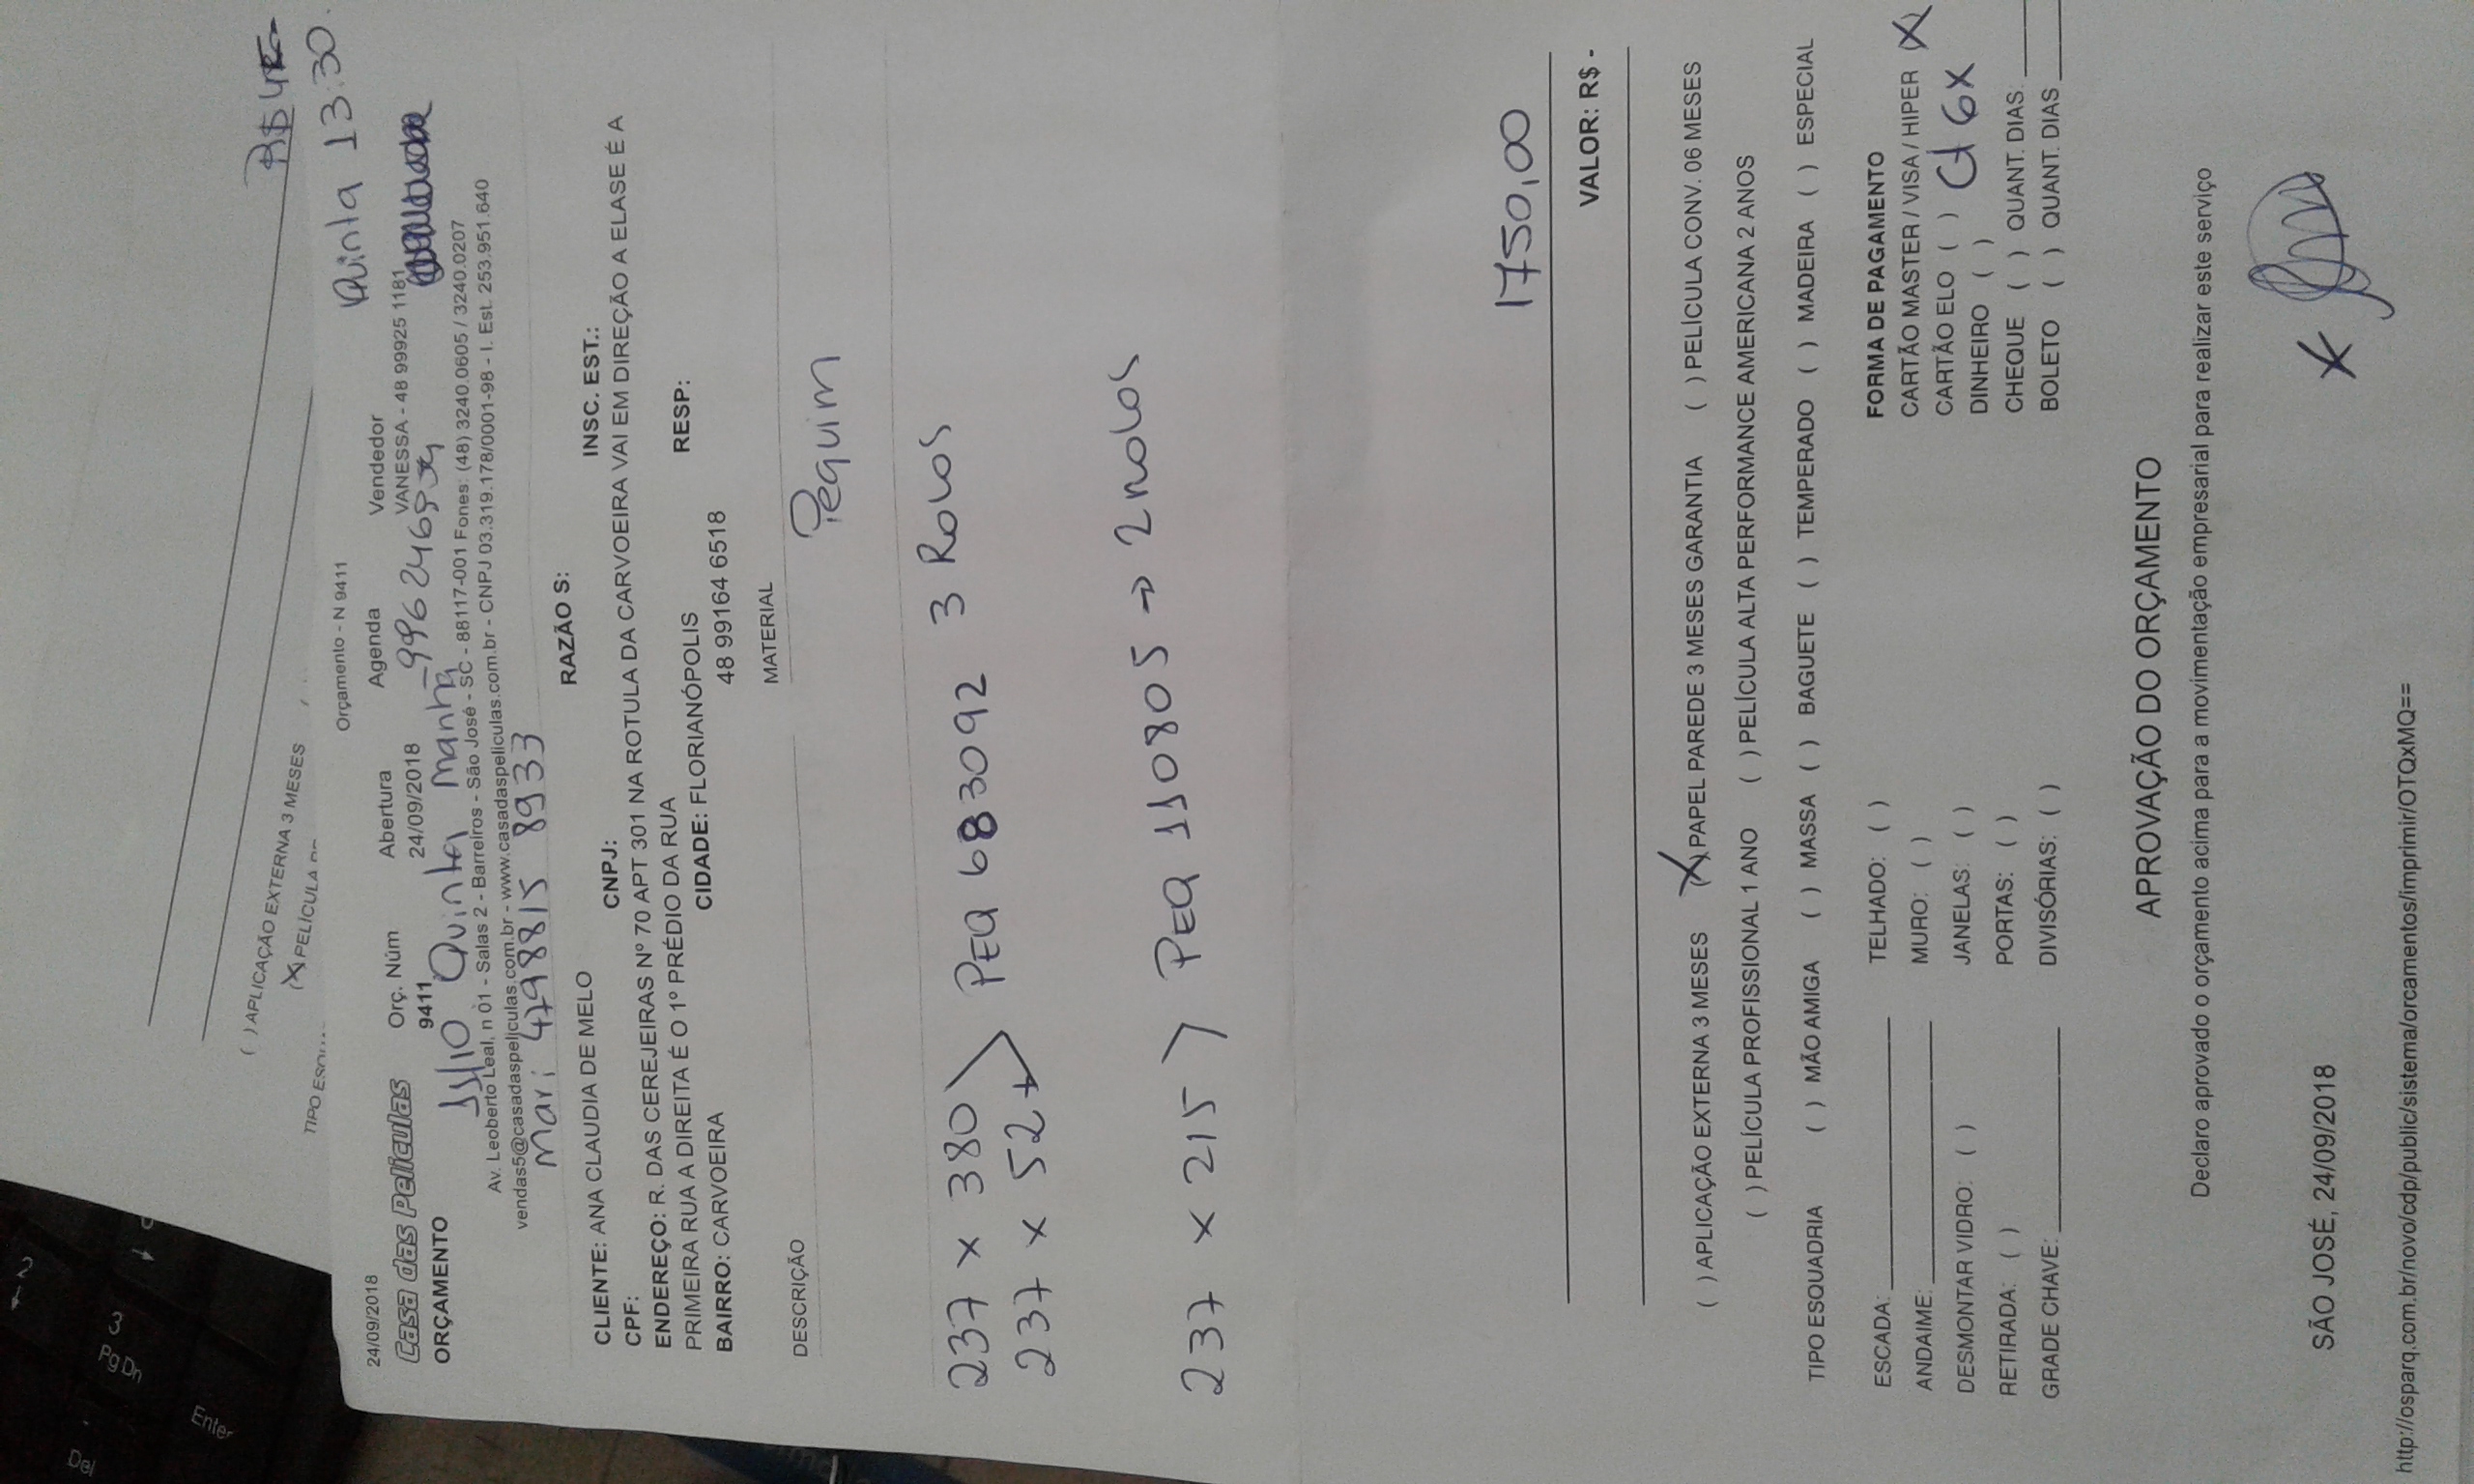 R$
( ) APLICAÇÃO EXTERNA 3 MESES
(X) PELÍCULA
Quinta 13:30
Orçamento - N 9411
24/09/2018
Casa das Películas
Orç. Núm Abertura Agenda Vendedor
9411 24/09/2018 VANESSA - 48 99925 1181
ORÇAMENTO
11/10 Quinta manhã
Av. Leoberto Leal, n 01 - Salas 2 - Barreiros - São José - SC - 88117-001 Fones: (48) 3240.0605 / 3240.0207
vendas5@casadaspeliculas.com.br - www.casadaspeliculas.com.br - CNPJ 03.319.178/0001-98 - I. Est. 253.951.640
Mari 47 98815 8933
RAZÃO S:
CLIENTE: ANA CLAUDIA DE MELO CNPJ: INSC. EST.:
CPF:
ENDEREÇO: R. DAS CEREJEIRAS Nº 70 APT 301 NA ROTULA DA CARVOEIRA VAI EM DIREÇÃO A ELASE É A
PRIMEIRA RUA A DIREITA É O 1º PRÉDIO DA RUA RESP:
BAIRRO: CARVOEIRA CIDADE: FLORIANÓPOLIS
48 99164 6518
DESCRIÇÃO MATERIAL
Pequim
237 x 380 > PEQ 683092 3 Rolos
237 x 52
237 x 215 > PEQ 110805 → 2 rolos
1750,00
VALOR: R$ -
( ) APLICAÇÃO EXTERNA 3 MESES (X) PAPEL PAREDE 3 MESES GARANTIA ( ) PELÍCULA CONV. 06 MESES
( ) PELÍCULA PROFISSIONAL 1 ANO ( ) PELÍCULA ALTA PERFORMANCE AMERICANA 2 ANOS
TIPO ESQUADRIA ( ) MÃO AMIGA ( ) MASSA ( ) BAGUETE ( ) TEMPERADO ( ) MADEIRA ( ) ESPECIAL
FORMA DE PAGAMENTO
ESCADA: TELHADO: ( ) CARTÃO MASTER / VISA / HIPER X
ANDAIME: MURO: ( ) CARTÃO ELO ( ) 6x
DESMONTAR VIDRO: ( ) JANELAS: ( ) DINHEIRO ( )
RETIRADA: ( ) PORTAS: ( ) CHEQUE ( ) QUANT. DIAS.
GRADE CHAVE: DIVISÓRIAS: ( ) BOLETO ( ) QUANT. DIAS
APROVAÇÃO DO ORÇAMENTO
Declaro aprovado o orçamento acima para a movimentação empresarial para realizar este serviço
SÃO JOSÉ, 24/09/2018 X
http://osparq.com.br/novo/cdp/public/sistema/orcamentos/imprimir/OTQxMQ==
3
PgDn
Del
Enter